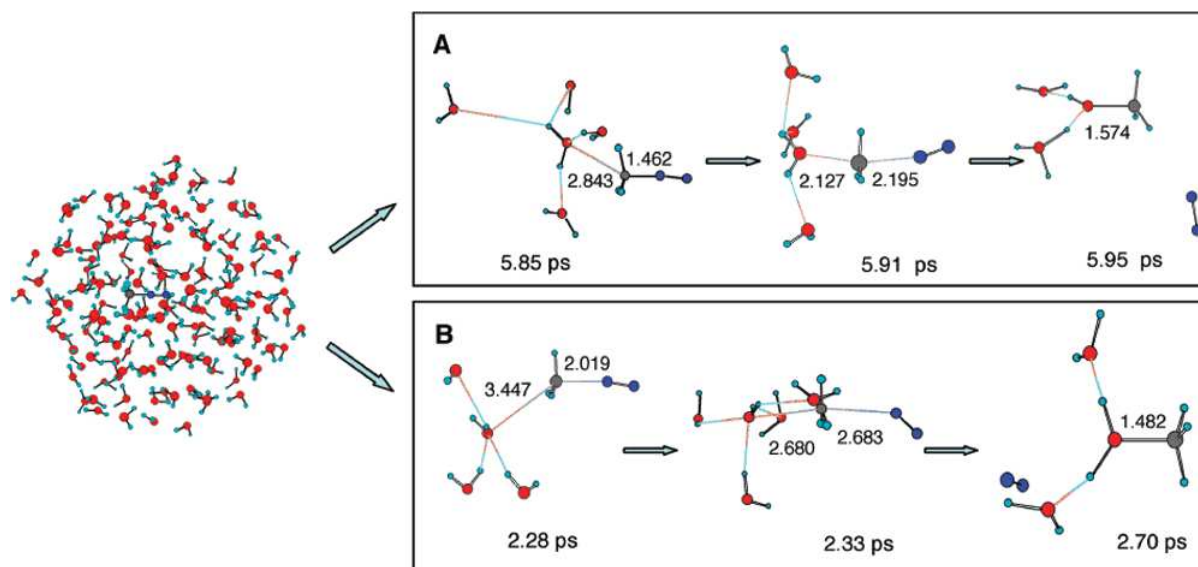 A
1.462
2.843
5.85 ps
2.127
2.195
5.91 ps
1.574
5.95 ps
B
2.019
3.447
2.28 ps
2.680
2.683
2.33 ps
1.482
2.70 ps